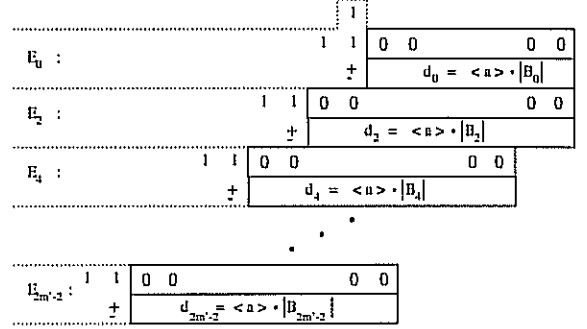 1
E₀ : 1 1 0 0 0 0
± d₀ = <a> · |B₀|
E₂ : 1 1 0 0 0 0
± d₂ = <a> · |B₂|
E₄ : 1 1 0 0 0 0
± d₄ = <a> · |B₄|
· · ·
E₂ₘ'₋₂ : 1 1 0 0 0 0
± d₂ₘ'₋₂ = <a> · |B₂ₘ'₋₂|